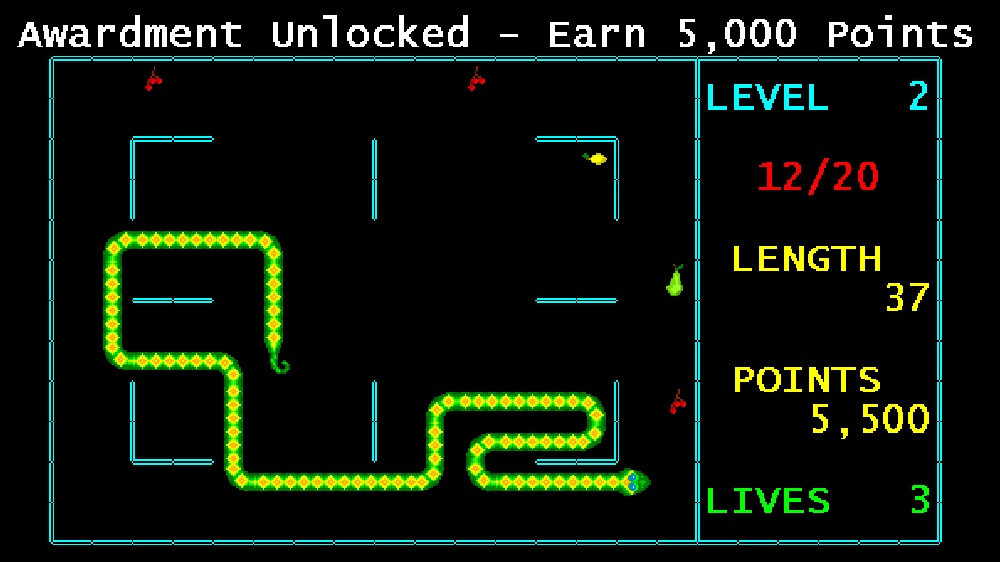 Awardment Unlocked – Earn 5,000 Points
LEVEL 2
12/20
LENGTH
37
POINTS
5,500
LIVES 3